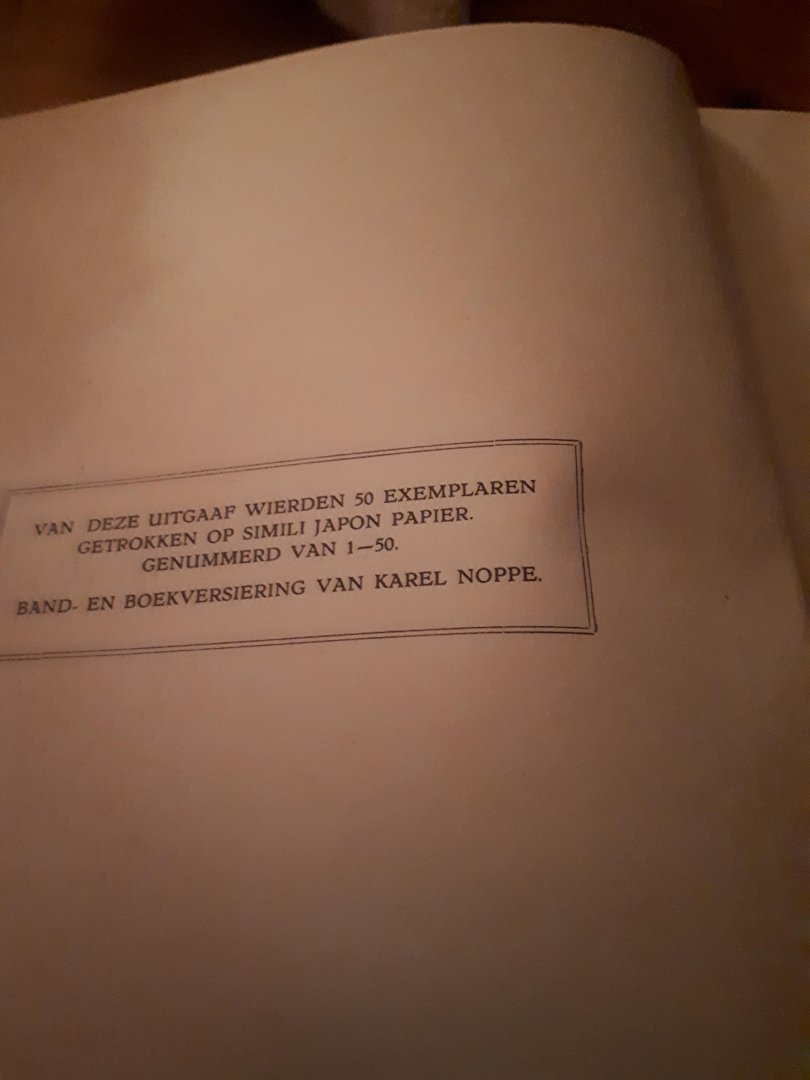 VAN DEZE UITGAAF WIERDEN 50 EXEMPLAREN
GETROKKEN OP SIMILI JAPON PAPIER.
GENUMMERD VAN 1—50.
BAND- EN BOEKVERSIERING VAN KAREL NOPPE.